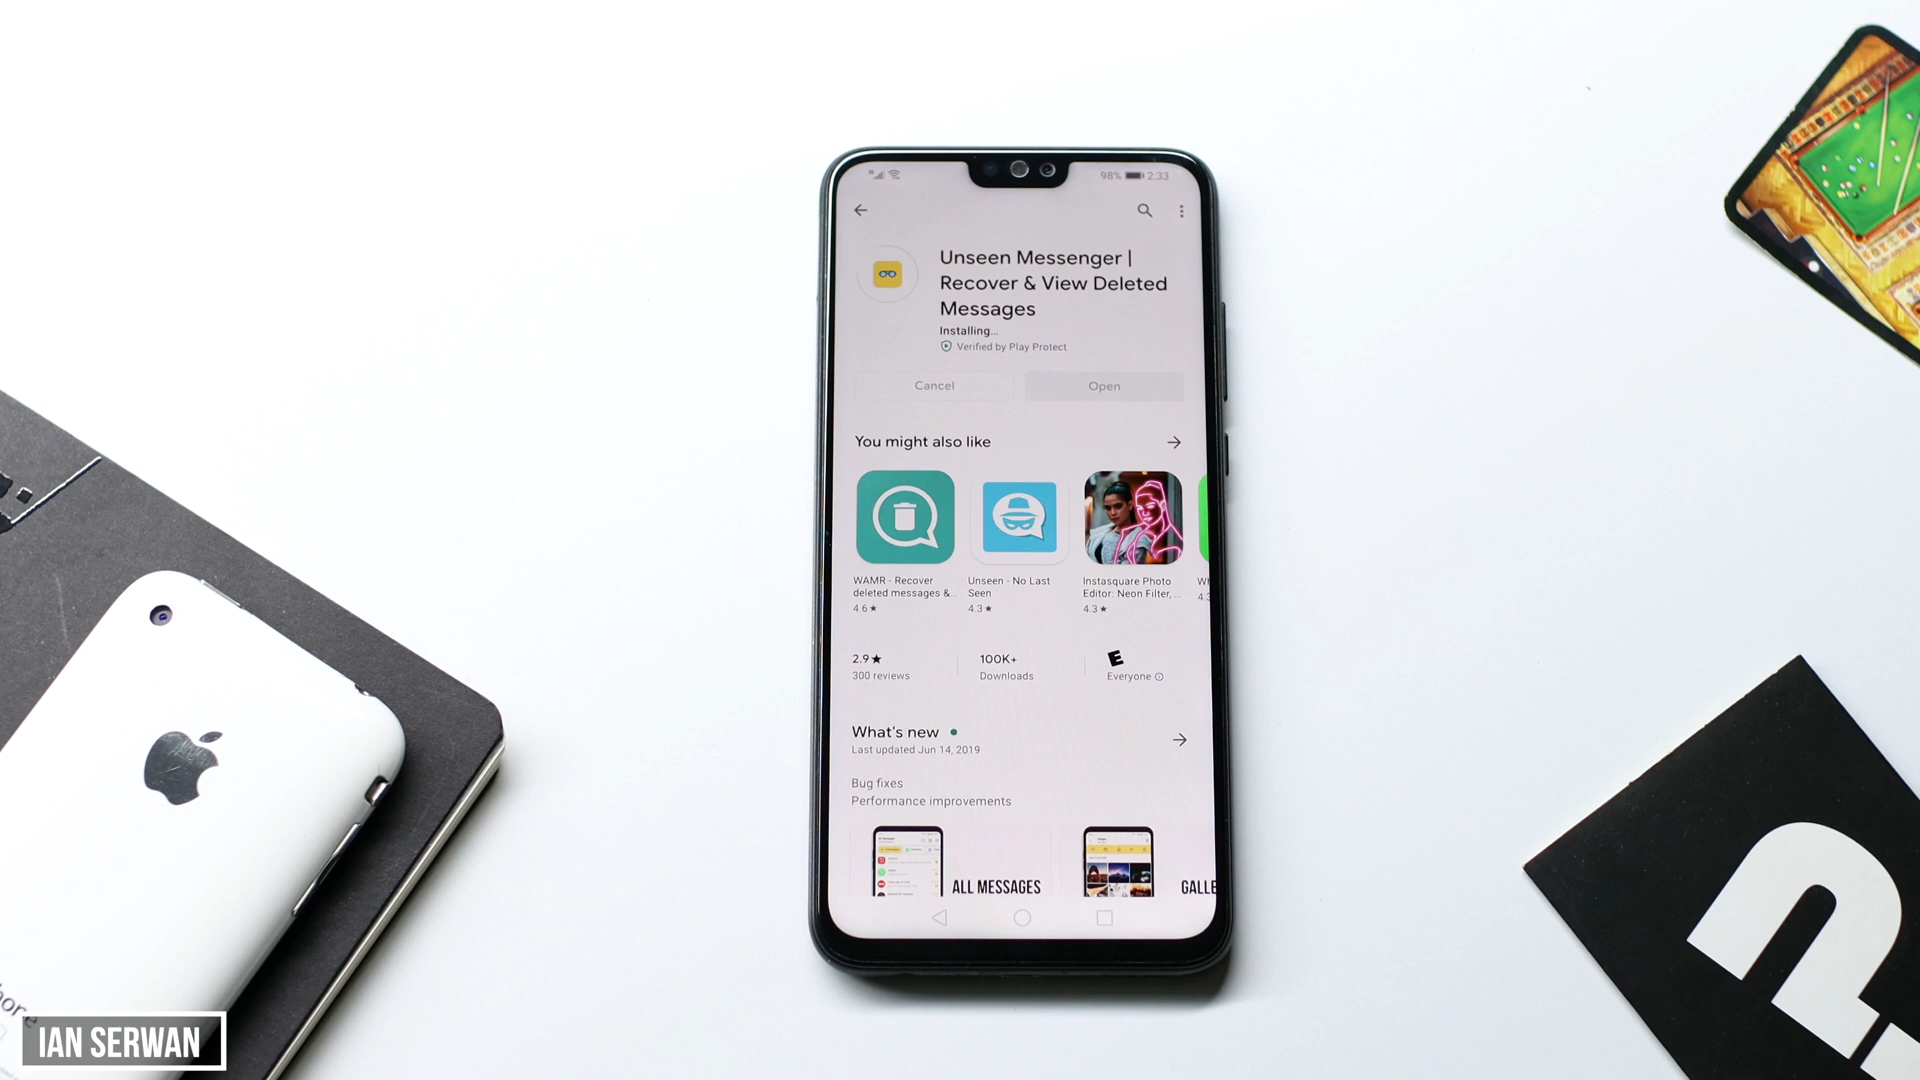 98% 2:33
Unseen Messenger |
Recover & View Deleted
Messages
Installing...
Verified by Play Protect
Cancel
Open
You might also like
WAMR - Recover
deleted messages &...
4.6★
Unseen - No Last
Seen
4.3★
Instasquare Photo
Editor: Neon Filter, ...
4.3★
4.3
2.9★
300 reviews
100K+
Downloads
E
Everyone
What's new
Last updated Jun 14, 2019
Bug fixes
Performance improvements
ALL MESSAGES
GALLE
IAN SERWAN